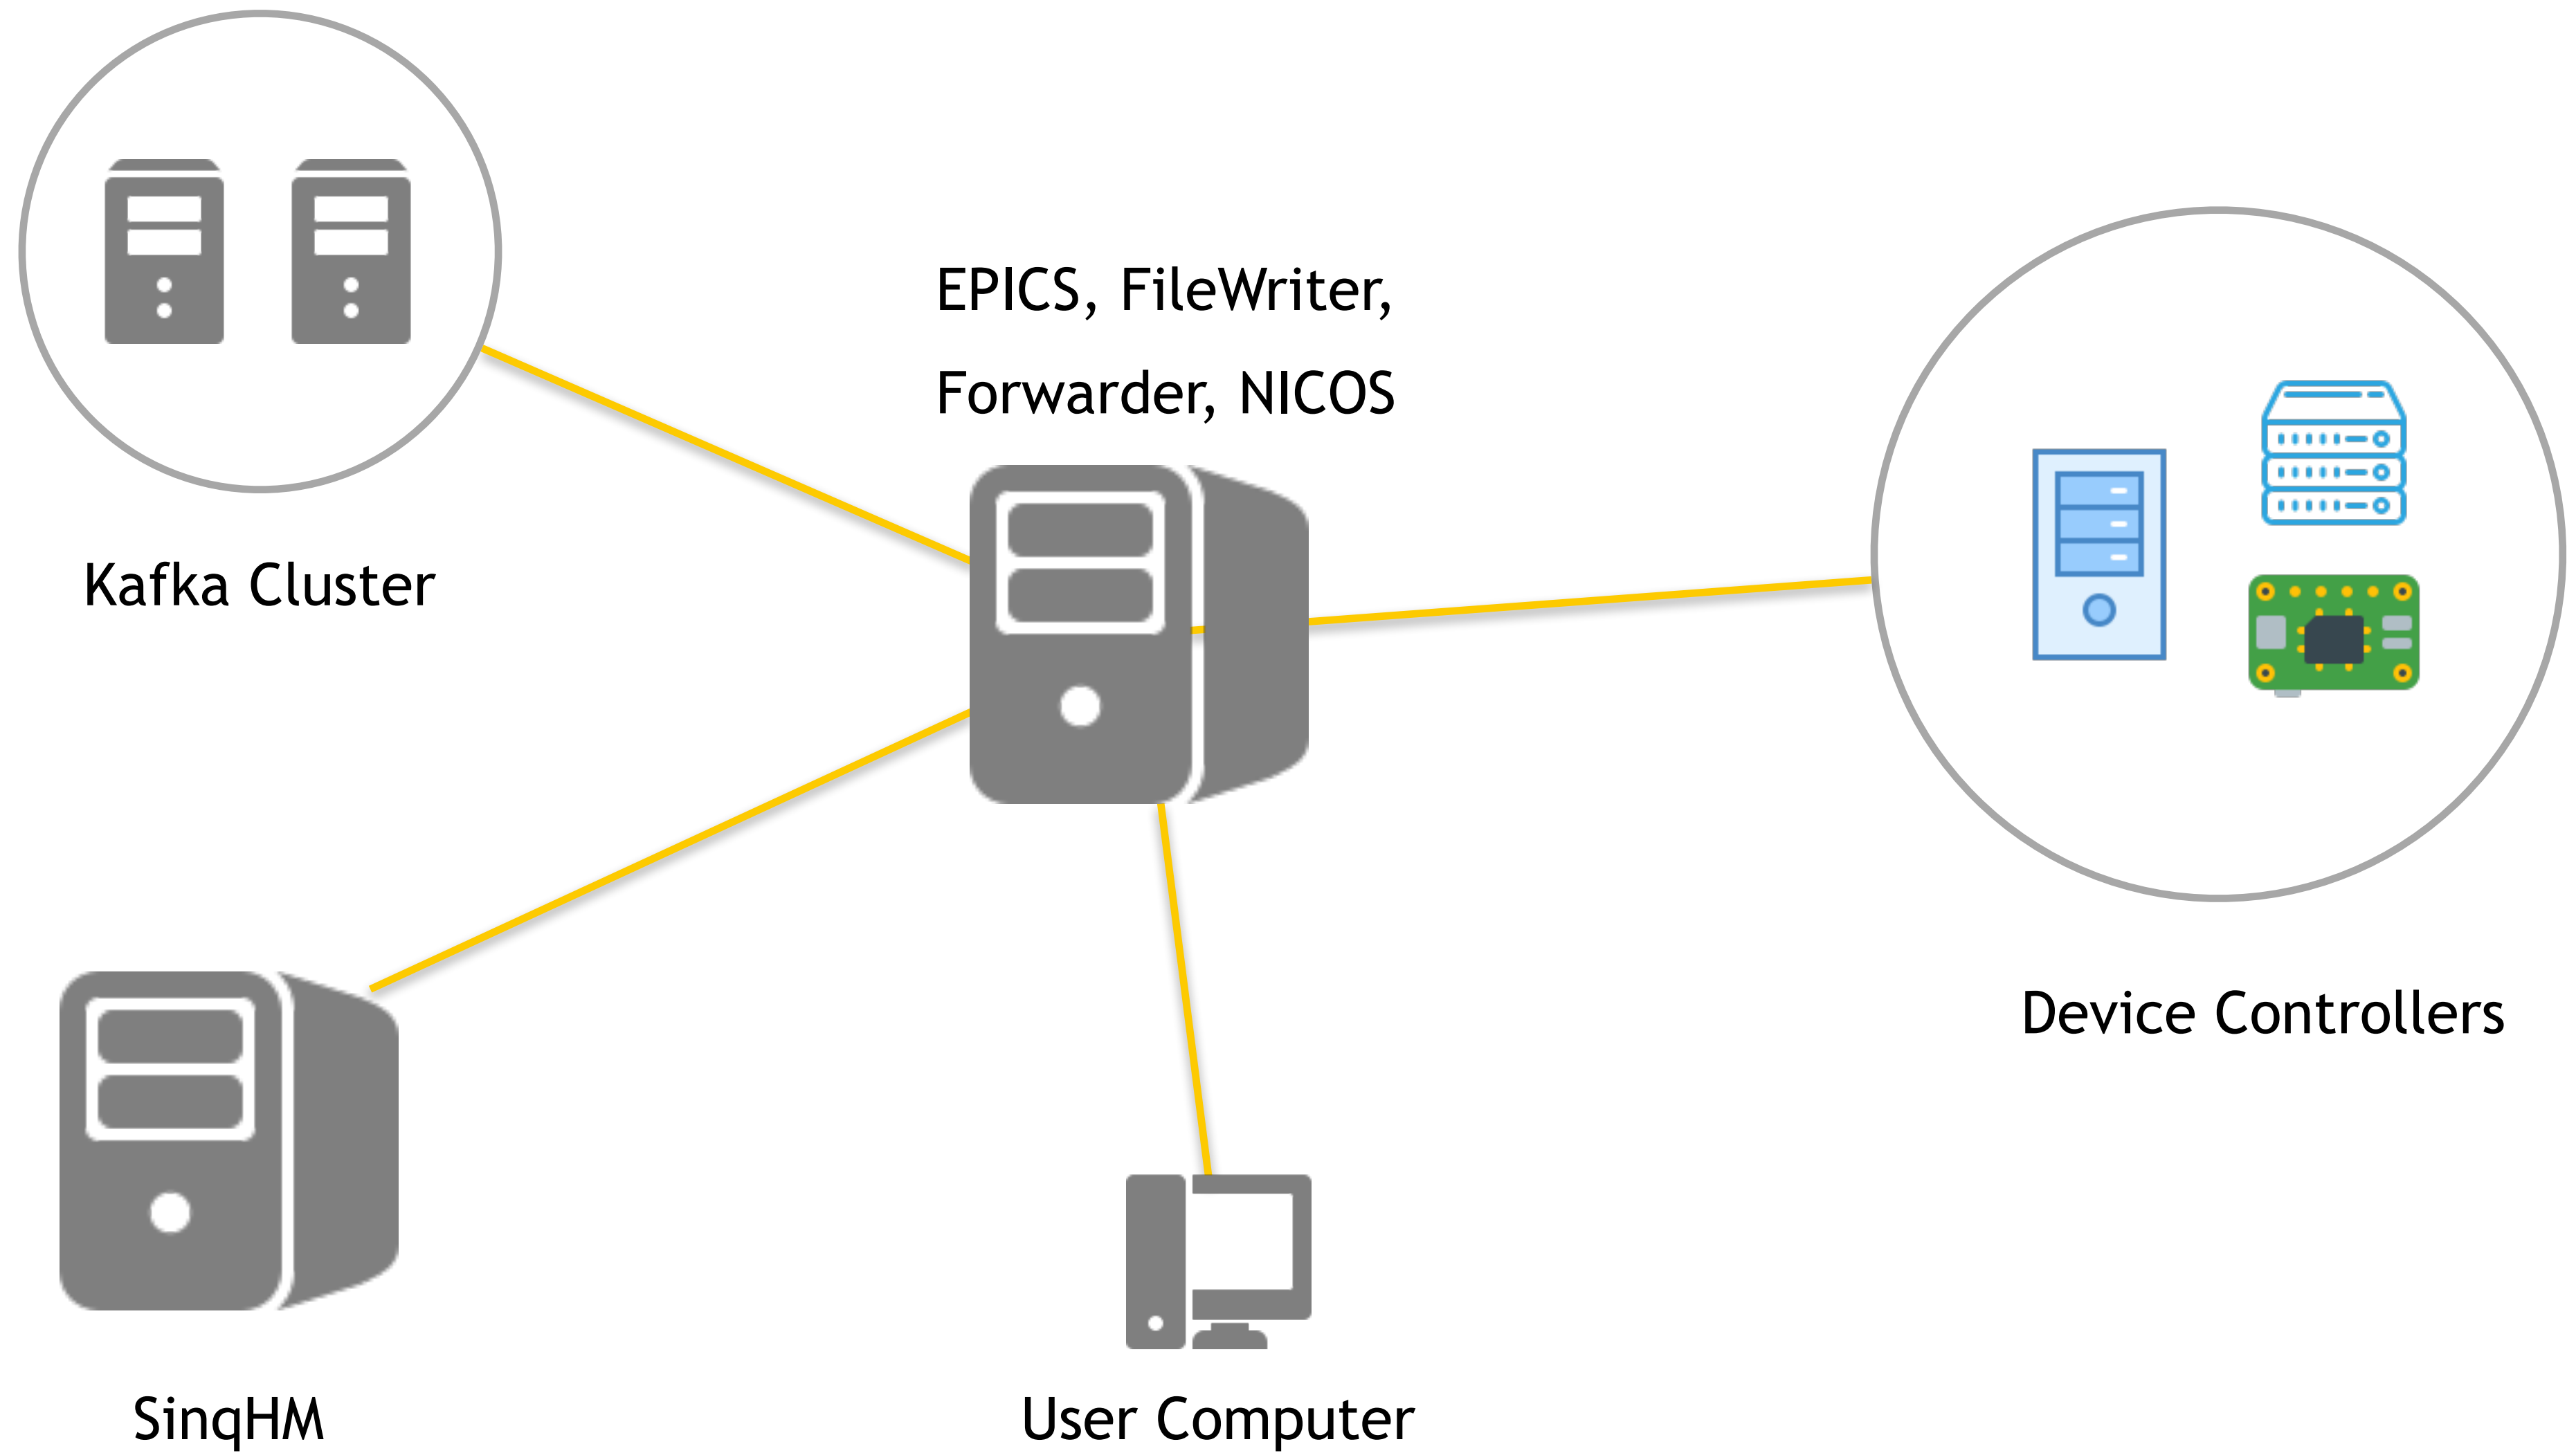 EPICS, FileWriter,
Forwarder, NICOS
Kafka Cluster
Device Controllers
SinqHM
User Computer